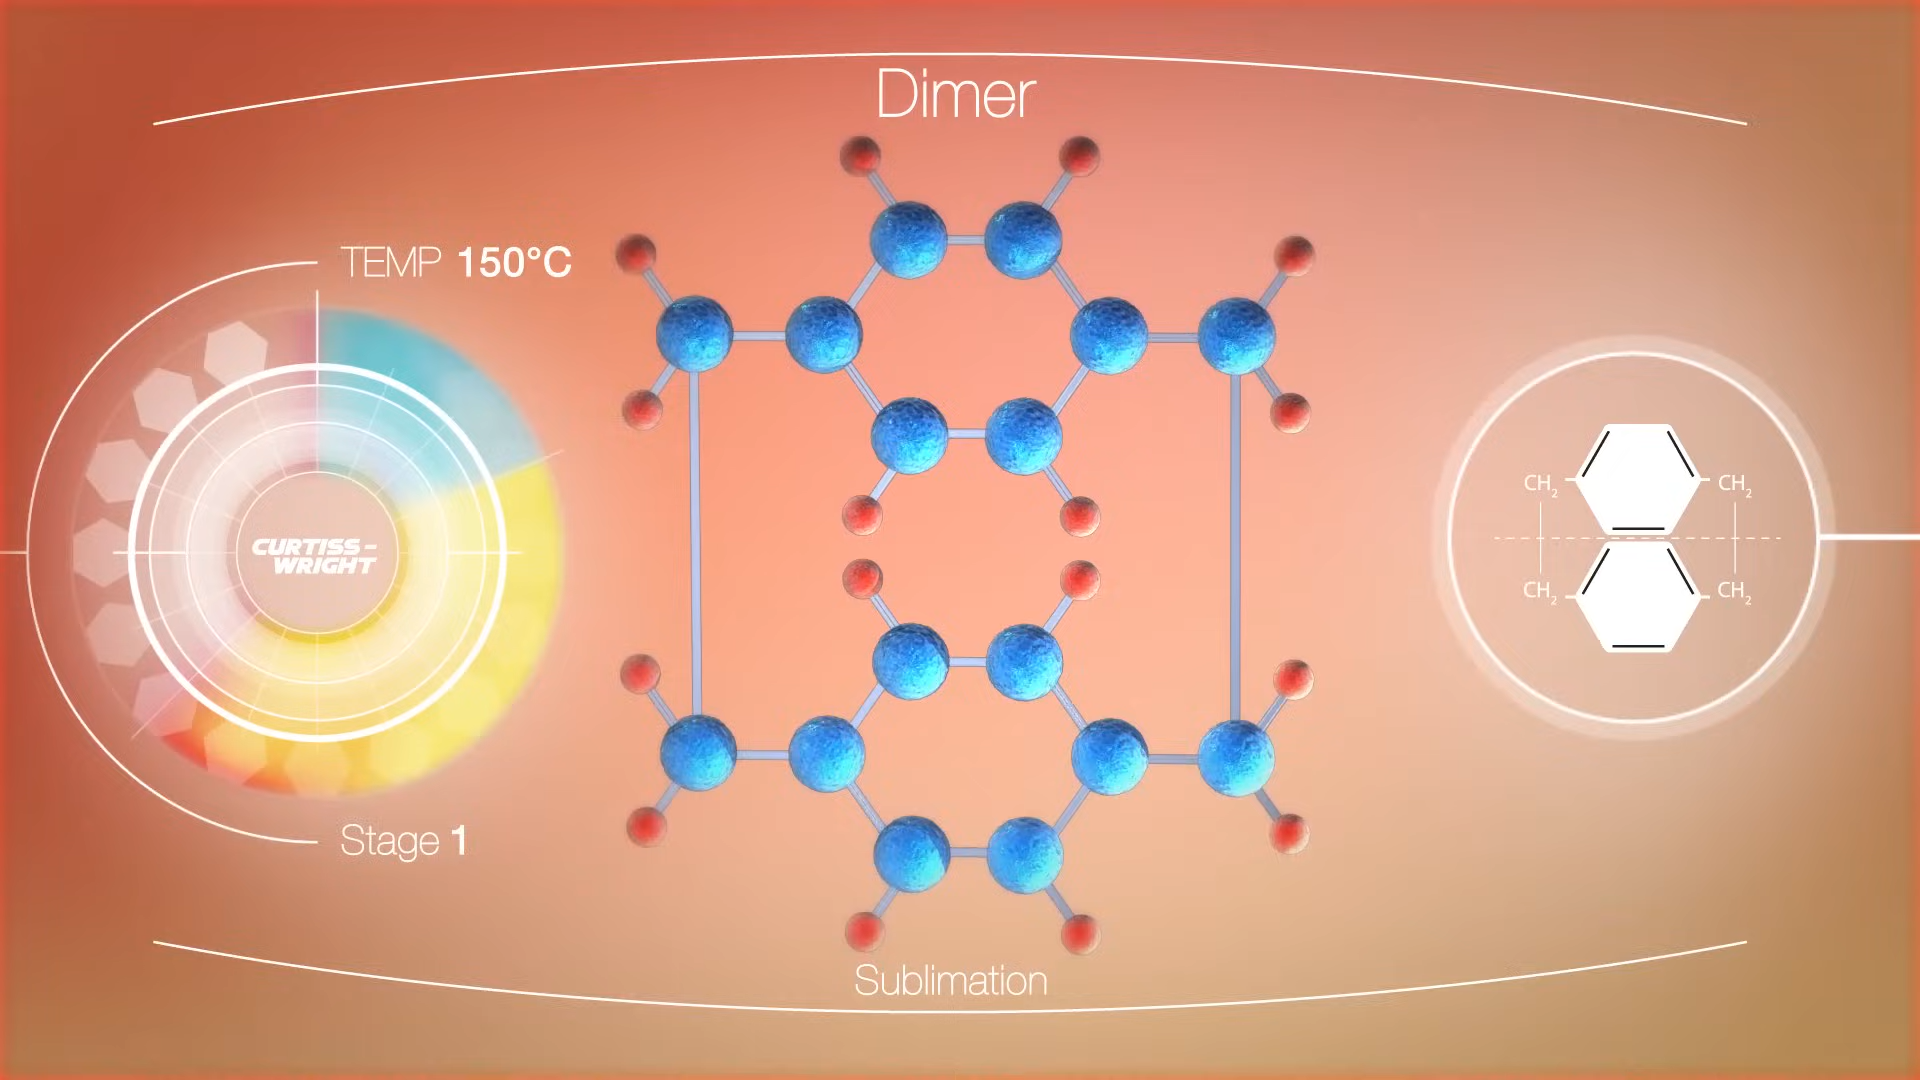 Dimer
TEMP 150°C
CURTISS-
WRIGHT
Stage 1
CH₂ CH₂
CH₂ CH₂
Sublimation